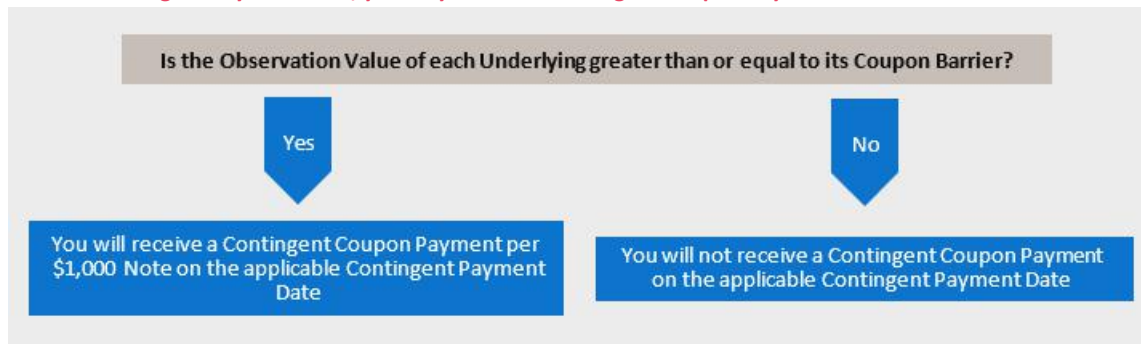 Is the Observation Value of each Underlying greater than or equal to its Coupon Barrier?
Yes
No
You will receive a Contingent Coupon Payment per
$1,000 Note on the applicable Contingent Payment
Date
You will not receive a Contingent Coupon Payment
on the applicable Contingent Payment Date